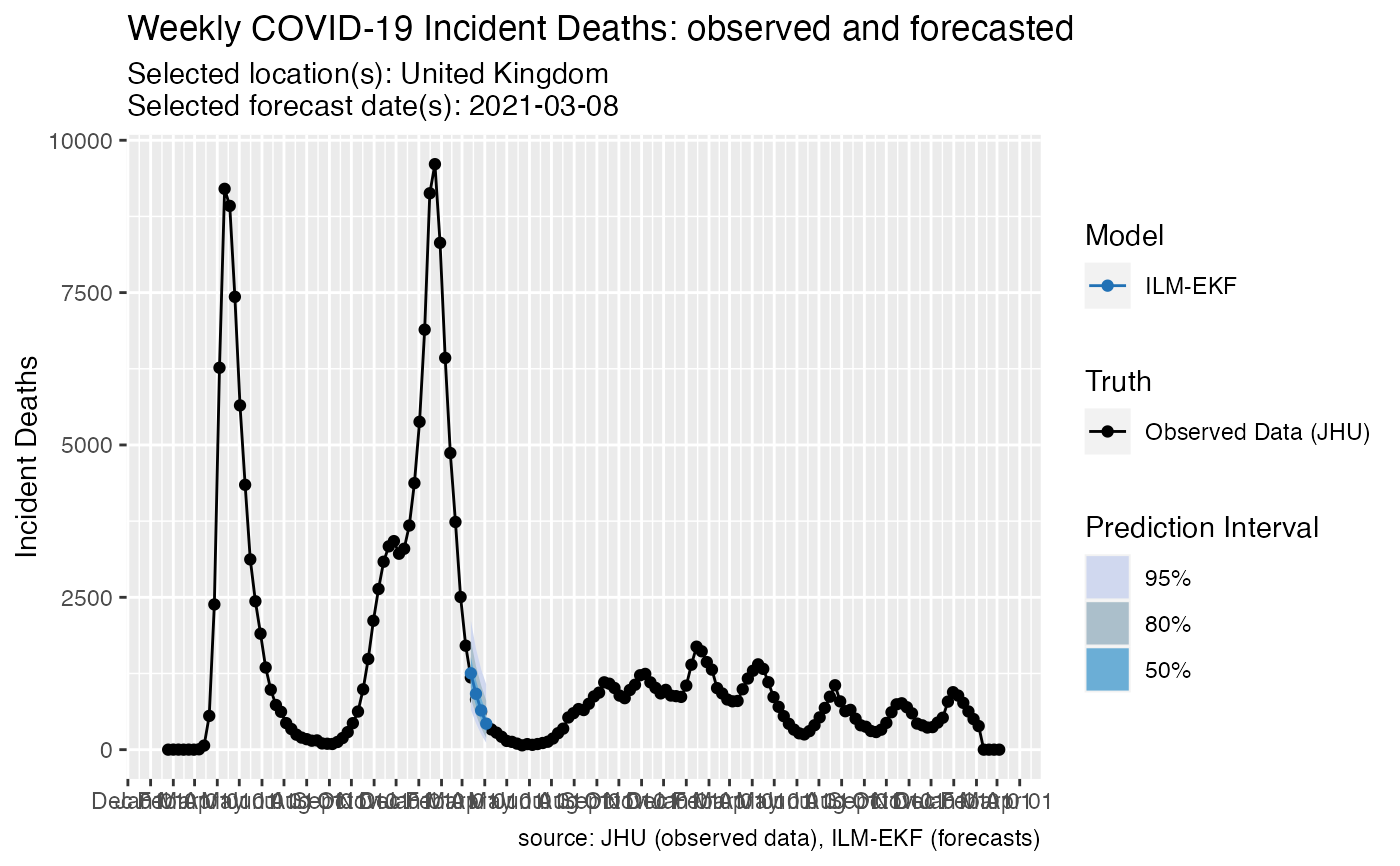 Weekly COVID-19 Incident Deaths: observed and forecasted
Selected location(s): United Kingdom
Selected forecast date(s): 2021-03-08
10000
7500
5000
2500
0
Incident Deaths
Model
ILM-EKF
Truth
Observed Data (JHU)
Prediction Interval
95%
80%
50%
source: JHU (observed data), ILM-EKF (forecasts)